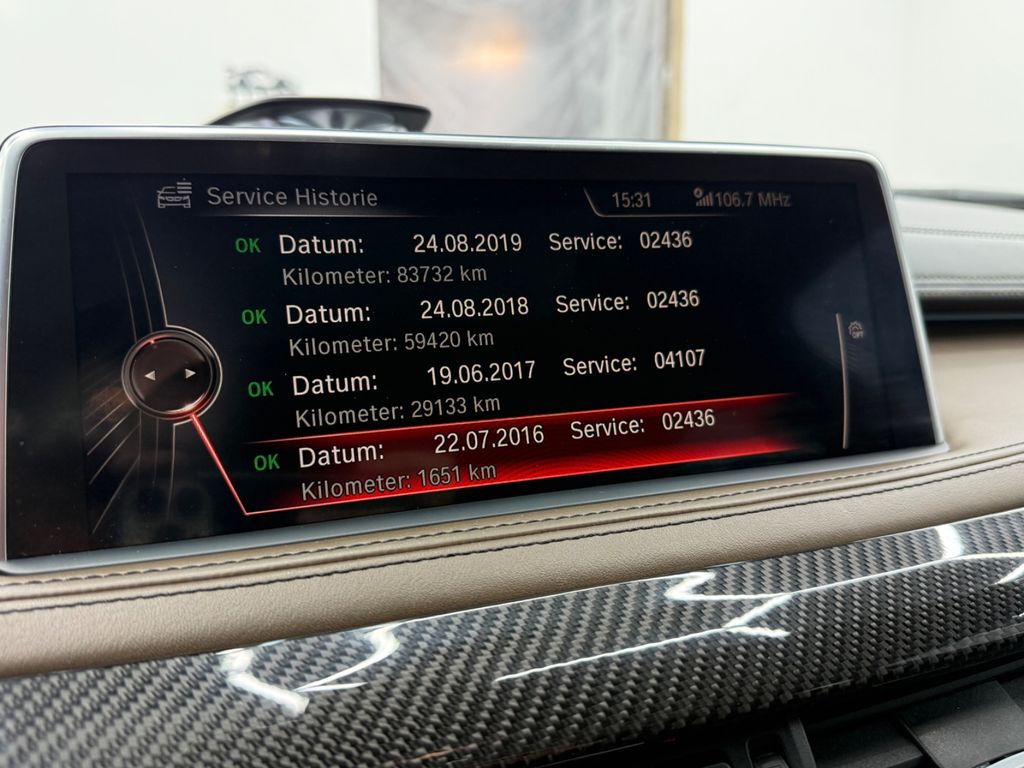 Service Historie 15:31 106.7 MHz
OK Datum: 24.08.2019 Service: 02436
Kilometer: 83732 km
OK Datum: 24.08.2018 Service: 02436
Kilometer: 59420 km
OK Datum: 19.06.2017 Service: 04107
Kilometer: 29133 km
OK Datum: 22.07.2016 Service: 02436
Kilometer: 1651 km